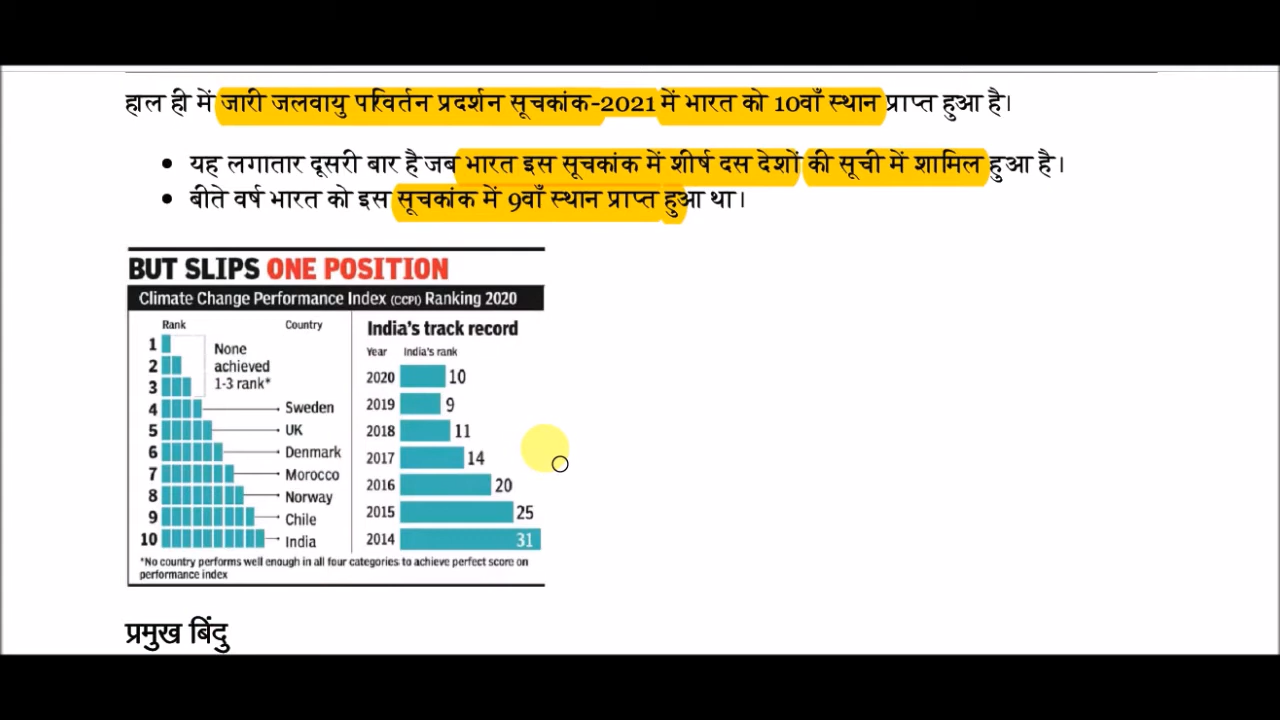 हाल ही में जारी जलवायु परिवर्तन प्रदर्शन सूचकांक-2021 में भारत को 10वाँ स्थान प्राप्त हुआ है।
• यह लगातार दूसरी बार है जब भारत इस सूचकांक में शीर्ष दस देशों की सूची में शामिल हुआ है।
• बीते वर्ष भारत को इस सूचकांक में 9वाँ स्थान प्राप्त हुआ था।
BUT SLIPS ONE POSITION
Climate Change Performance Index (CCPI) Ranking 2020
Rank Country
1
2
3
None
achieved
1-3 rank*
4 Sweden
5 UK
6 Denmark
7 Morocco
8 Norway
9 Chile
10 India
India's track record
Year India's rank
2020 10
2019 9
2018 11
2017 14
2016 20
2015 25
2014 31
*No country performs well enough in all four categories to achieve perfect score on
performance index
प्रमुख बिंदु